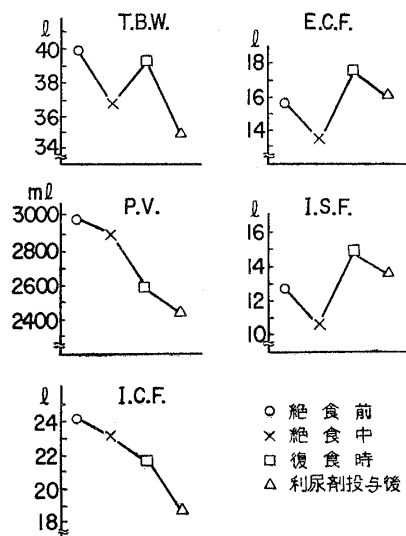 T.B.W.
ℓ
40
38
36
34
E.C.F.
ℓ
18
16
14
P.V.
mℓ
3000
2800
2600
2400
I.S.F.
ℓ
16
14
12
10
I.C.F.
ℓ
24
22
20
18
○ 絶食前
× 絶食中
□ 復食時
△ 利尿剤投与後